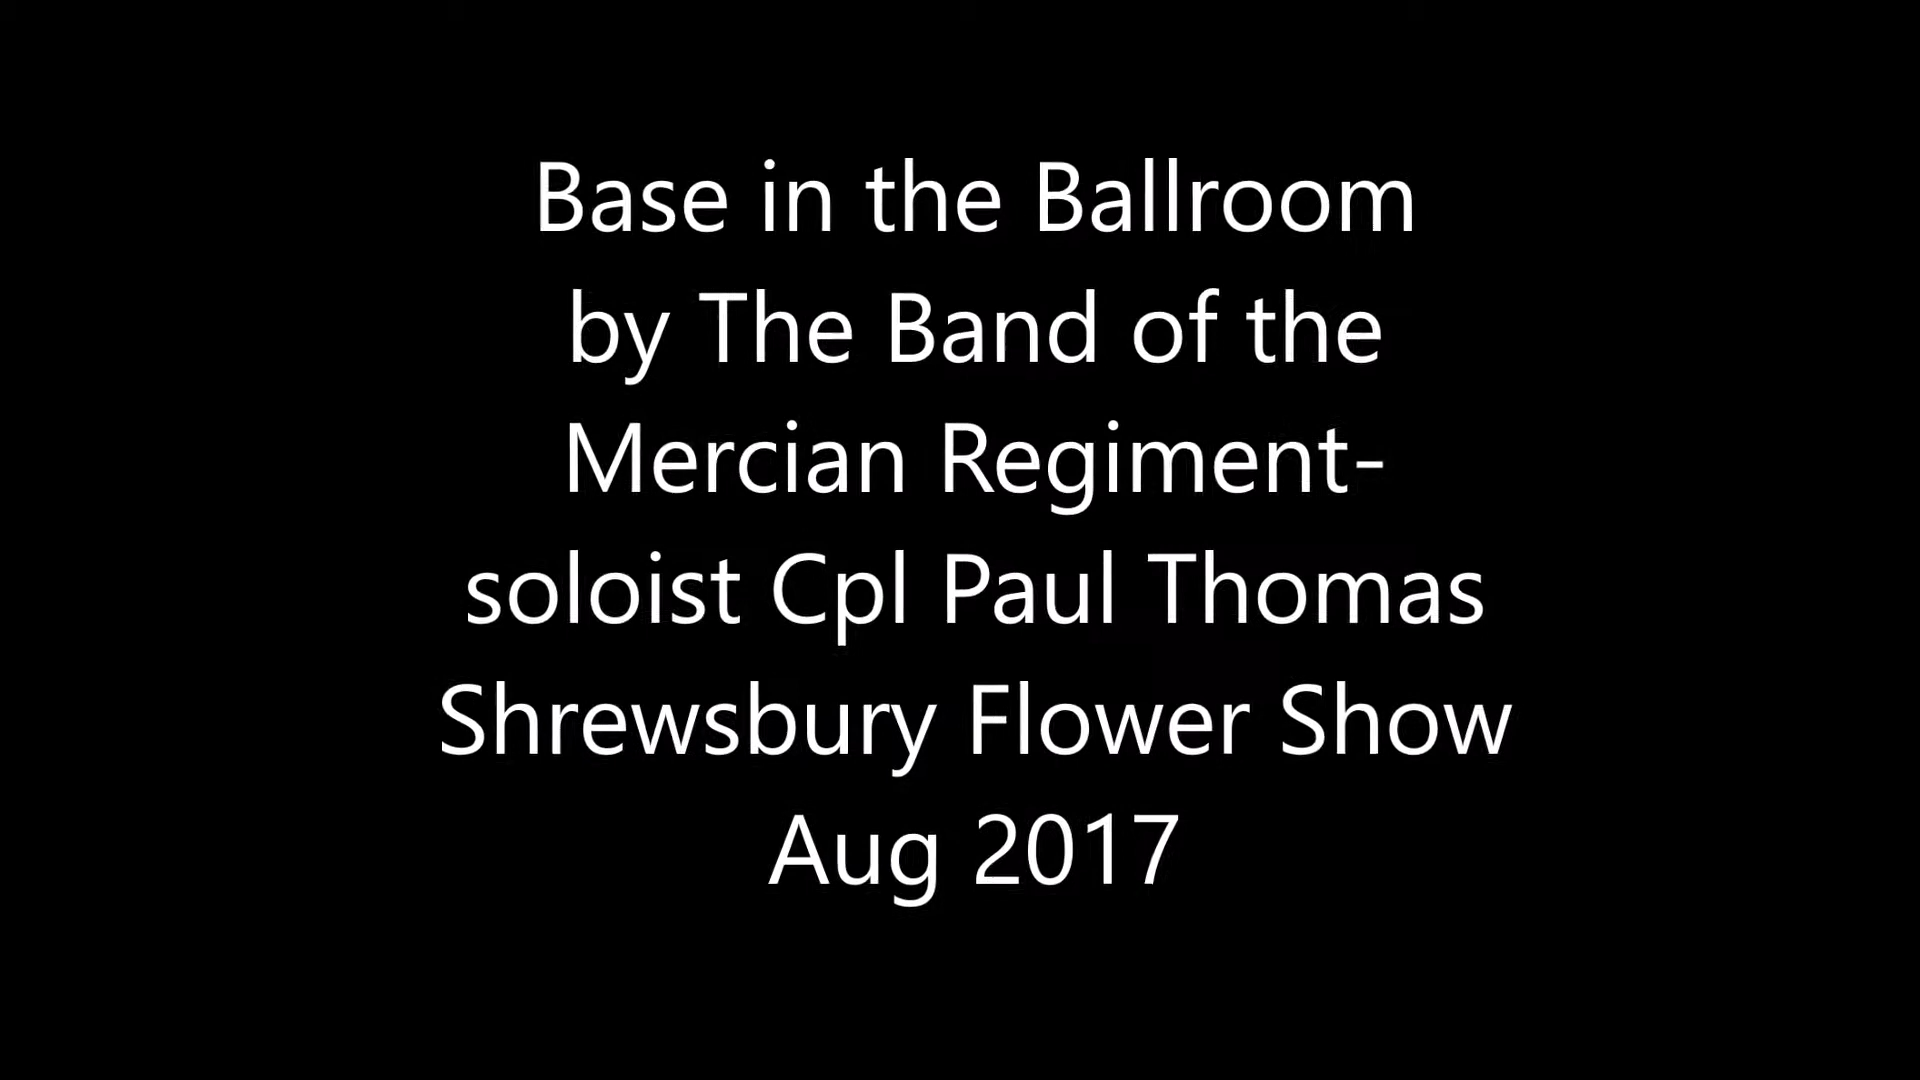 Base in the Ballroom
by The Band of the
Mercian Regiment-
soloist Cpl Paul Thomas
Shrewsbury Flower Show
Aug 2017